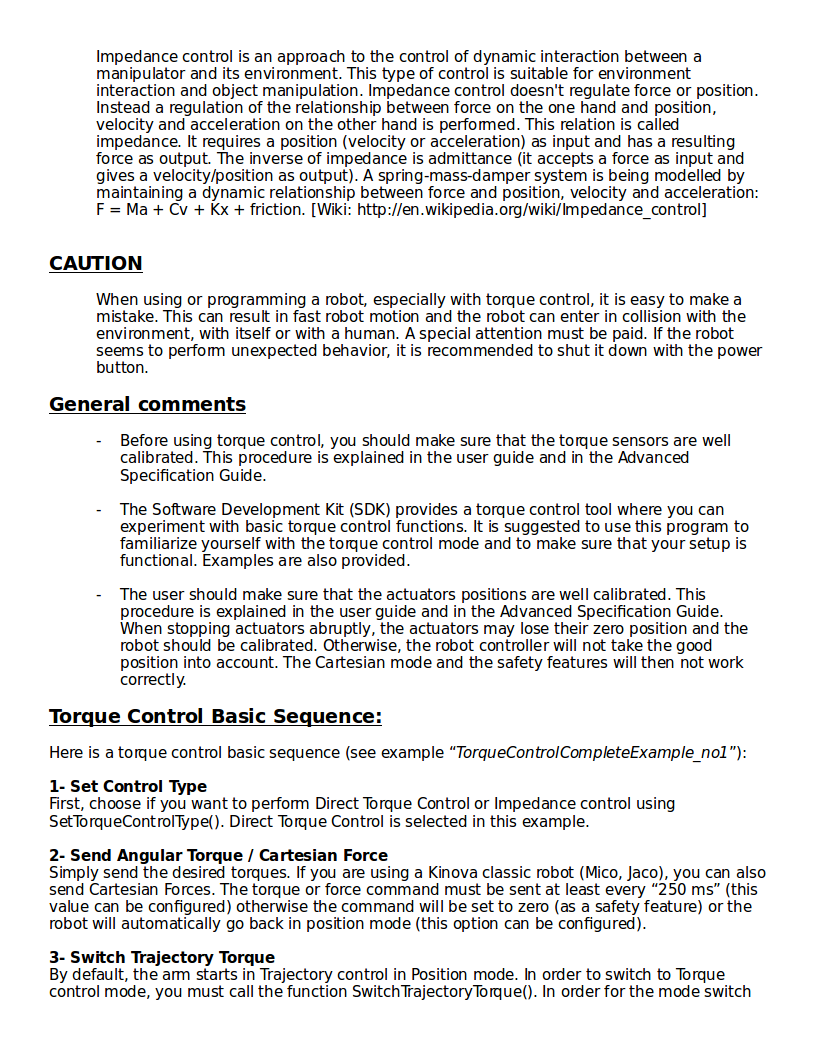 Impedance control is an approach to the control of dynamic interaction between a
manipulator and its environment. This type of control is suitable for environment
interaction and object manipulation. Impedance control doesn't regulate force or position.
Instead a regulation of the relationship between force on the one hand and position,
velocity and acceleration on the other hand is performed. This relation is called
impedance. It requires a position (velocity or acceleration) as input and has a resulting
force as output. The inverse of impedance is admittance (it accepts a force as input and
gives a velocity/position as output). A spring-mass-damper system is being modelled by
maintaining a dynamic relationship between force and position, velocity and acceleration:
F = Ma + Cv + Kx + friction. [Wiki: http://en.wikipedia.org/wiki/Impedance_control]
CAUTION
When using or programming a robot, especially with torque control, it is easy to make a
mistake. This can result in fast robot motion and the robot can enter in collision with the
environment, with itself or with a human. A special attention must be paid. If the robot
seems to perform unexpected behavior, it is recommended to shut it down with the power
button.
General comments
- Before using torque control, you should make sure that the torque sensors are well
calibrated. This procedure is explained in the user guide and in the Advanced
Specification Guide.
- The Software Development Kit (SDK) provides a torque control tool where you can
experiment with basic torque control functions. It is suggested to use this program to
familiarize yourself with the torque control mode and to make sure that your setup is
functional. Examples are also provided.
- The user should make sure that the actuators positions are well calibrated. This
procedure is explained in the user guide and in the Advanced Specification Guide.
When stopping actuators abruptly, the actuators may lose their zero position and the
robot should be calibrated. Otherwise, the robot controller will not take the good
position into account. The Cartesian mode and the safety features will then not work
correctly.
Torque Control Basic Sequence:
Here is a torque control basic sequence (see example “TorqueControlCompleteExample_no1”):
1- Set Control Type
First, choose if you want to perform Direct Torque Control or Impedance control using
SetTorqueControlType(). Direct Torque Control is selected in this example.
2- Send Angular Torque / Cartesian Force
Simply send the desired torques. If you are using a Kinova classic robot (Mico, Jaco), you can also
send Cartesian Forces. The torque or force command must be sent at least every “250 ms” (this
value can be configured) otherwise the command will be set to zero (as a safety feature) or the
robot will automatically go back in position mode (this option can be configured).
3- Switch Trajectory Torque
By default, the arm starts in Trajectory control in Position mode. In order to switch to Torque
control mode, you must call the function SwitchTrajectoryTorque(). In order for the mode switch